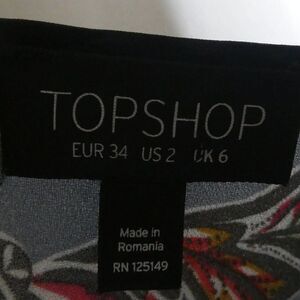 TOPSHOP
EUR 34 US 2 UK 6
Made in
Romania
RN 125149